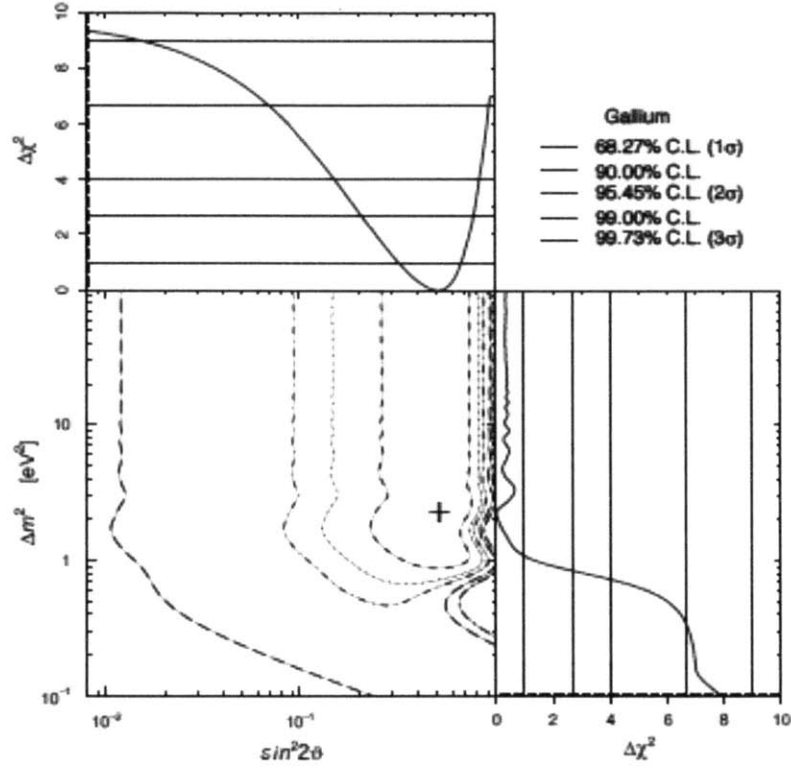 10
8
6
4
2
0
Δχ²
Gallium
68.27% C.L. (1σ)
90.00% C.L.
95.45% C.L. (2σ)
99.00% C.L.
99.73% C.L. (3σ)
10
1
10⁻¹
Δm² [eV²]
10⁻² 10⁻¹
sin²2ϑ
0 2 4 6 8 10
Δχ²